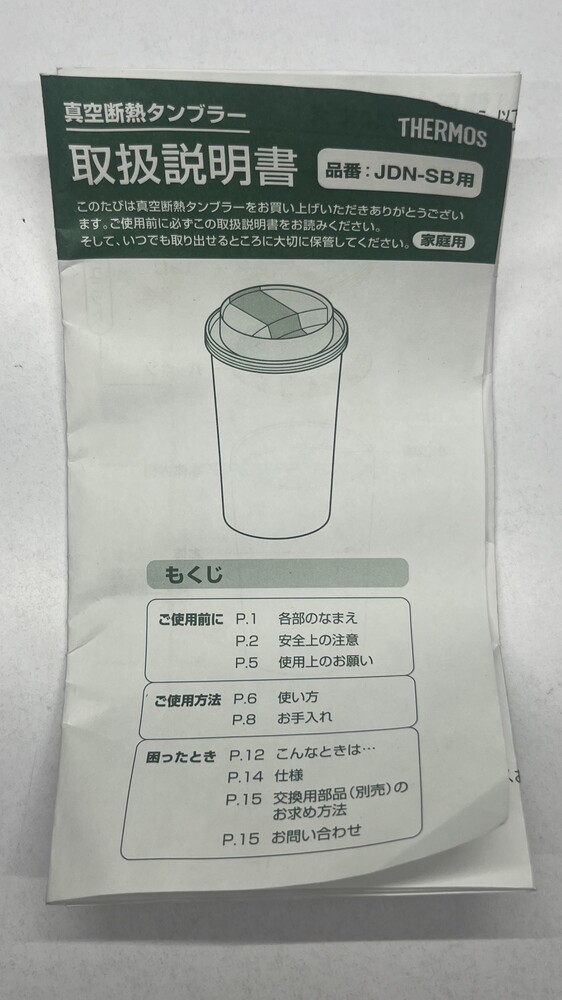 真空断熱タンブラー
THERMOS
取扱説明書
品番：JDN-SB用
このたびは真空断熱タンブラーをお買い上げいただきありがとうござい
ます。ご使用前に必ずこの取扱説明書をお読みください。
そして、いつでも取り出せるところに大切に保管してください。
家庭用
もくじ
ご使用前に P.1 各部のなまえ
P.2 安全上の注意
P.5 使用上のお願い
ご使用方法 P.6 使い方
P.8 お手入れ
困ったとき P.12 こんなときは…
P.14 仕様
P.15 交換用部品（別売）の
お求め方法
P.15 お問い合わせ